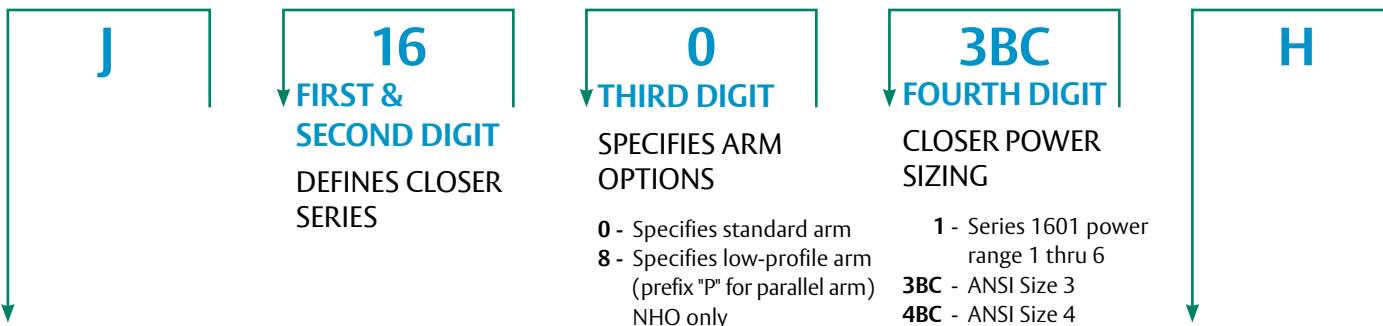 J
16
FIRST &
SECOND DIGIT
DEFINES CLOSER
SERIES
0
THIRD DIGIT
SPECIFIES ARM
OPTIONS
0 - Specifies standard arm
8 - Specifies low-profile arm
(prefix "P" for parallel arm)
NHO only
3BC
FOURTH DIGIT
CLOSER POWER
SIZING
1 - Series 1601 power
range 1 thru 6
3BC - ANSI Size 3
4BC - ANSI Size 4
H